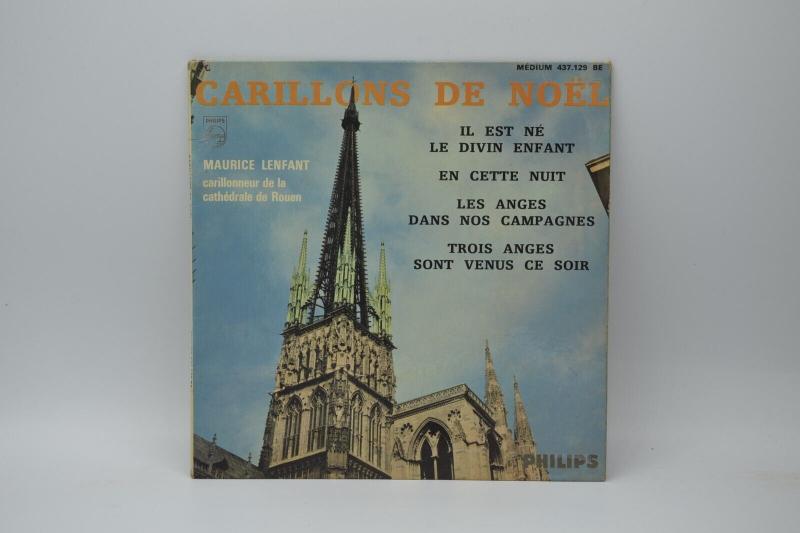 MEDIUM 437.129 BE
CARILLONS DE NOËL
PHILIPS
MAURICE LENFANT
carillonneur de la
cathédrale de Rouen
IL EST NÉ
LE DIVIN ENFANT
EN CETTE NUIT
LES ANGES
DANS NOS CAMPAGNES
TROIS ANGES
SONT VENUS CE SOIR
PHILIPS